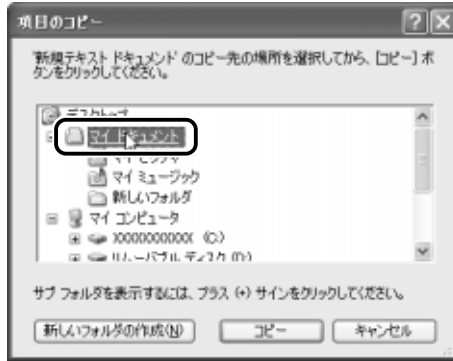 項目のコピー
'新規テキスト ドキュメント' のコピー先の場所を選択してから、[コピー] ボ
タンをクリックしてください。
デスクトップ
マイ ドキュメント
マイ ピクチャ
マイ ミュージック
新しいフォルダ
マイ コンピュータ
XXXXXXXXXXX (C:)
リムーバブル ディスク (D:)
サブ フォルダを表示するには、プラス (+) サインをクリックしてください。
新しいフォルダの作成(N)
コピー
キャンセル